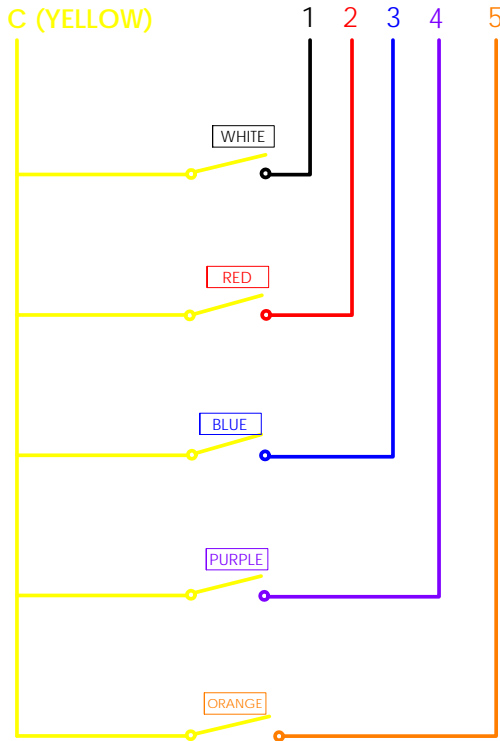 C (YELLOW) 1 2 3 4 5
WHITE
RED
BLUE
PURPLE
ORANGE